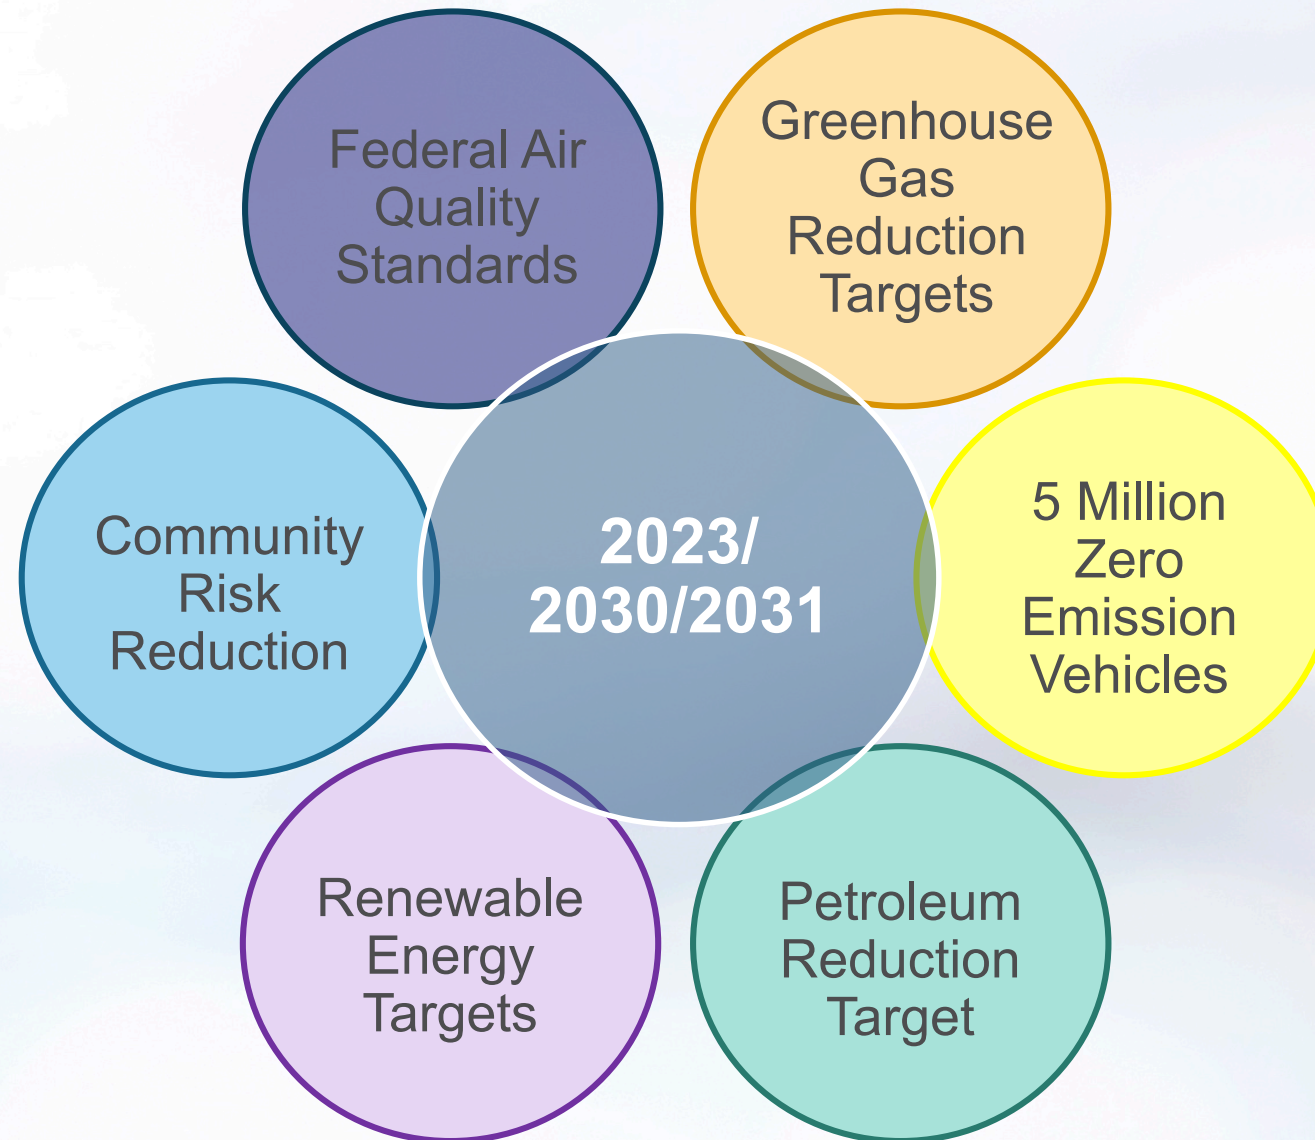 Federal Air
Quality
Standards
Greenhouse
Gas
Reduction
Targets
Community
Risk
Reduction
2023/
2030/2031
5 Million
Zero
Emission
Vehicles
Renewable
Energy
Targets
Petroleum
Reduction
Target